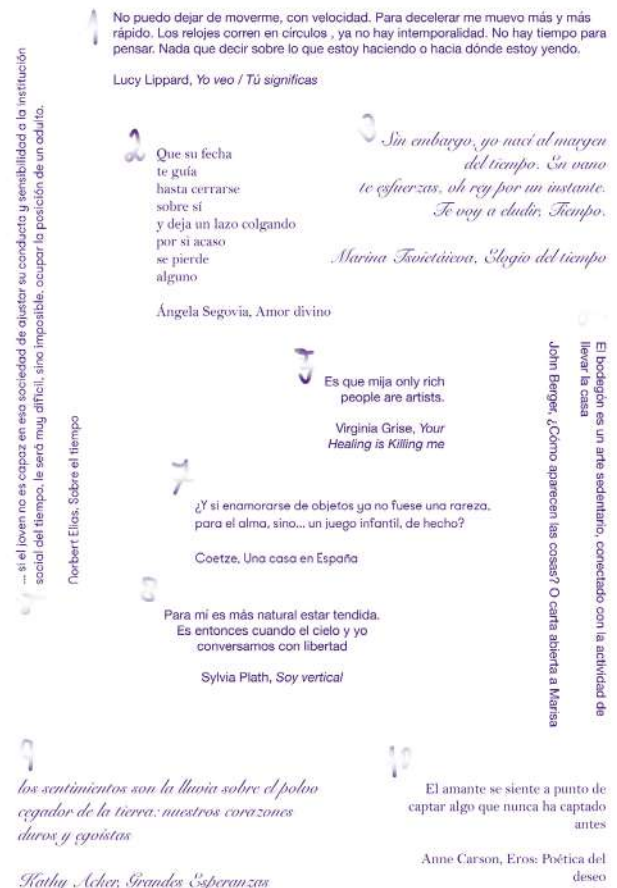 1
No puedo dejar de moverme, con velocidad. Para decelerar me muevo más y más
rápido. Los relojes corren en círculos , ya no hay intemporalidad. No hay tiempo para
pensar. Nada que decir sobre lo que estoy haciendo o hacia dónde estoy yendo.
Lucy Lippard, Yo veo / Tú significas
2
Que su fecha
te guía
hasta cerrarse
sobre sí
y deja un lazo colgando
por si acaso
se pierde
alguno
Ángela Segovia, Amor divino
3
Sin embargo, yo nací al margen
del tiempo. En vano
te esfuerzas, oh rey por un instante.
Te voy a eludir, Tiempo.
Marina Tsvietáieva, Elogio del tiempo
4
... si el joven no es capaz en esa sociedad de ajustar su conducta y sensibilidad a la institución
social del tiempo, le será muy difícil, sino imposible, ocupar la posición de un adulto.
Norbert Elias, Sobre el tiempo
5
Es que mija only rich
people are artists.
Virginia Grise, Your
Healing is Killing me
6
El bodegón es un arte sedentario, conectado con la actividad de
llevar la casa
John Berger, ¿Cómo aparecen las cosas? O carta abierta a Marisa
7
¿Y si enamorarse de objetos ya no fuese una rareza,
para el alma, sino... un juego infantil, de hecho?
Coetze, Una casa en España
8
Para mí es más natural estar tendida.
Es entonces cuando el cielo y yo
conversamos con libertad
Sylvia Plath, Soy vertical
9
los sentimientos son la lluvia sobre el polvo
cegador de la tierra: nuestros corazones
duros y egoistas
Kathy Acker, Grandes Esperanzas
10
El amante se siente a punto de
captar algo que nunca ha captado
antes
Anne Carson, Eros: Poética del
deseo